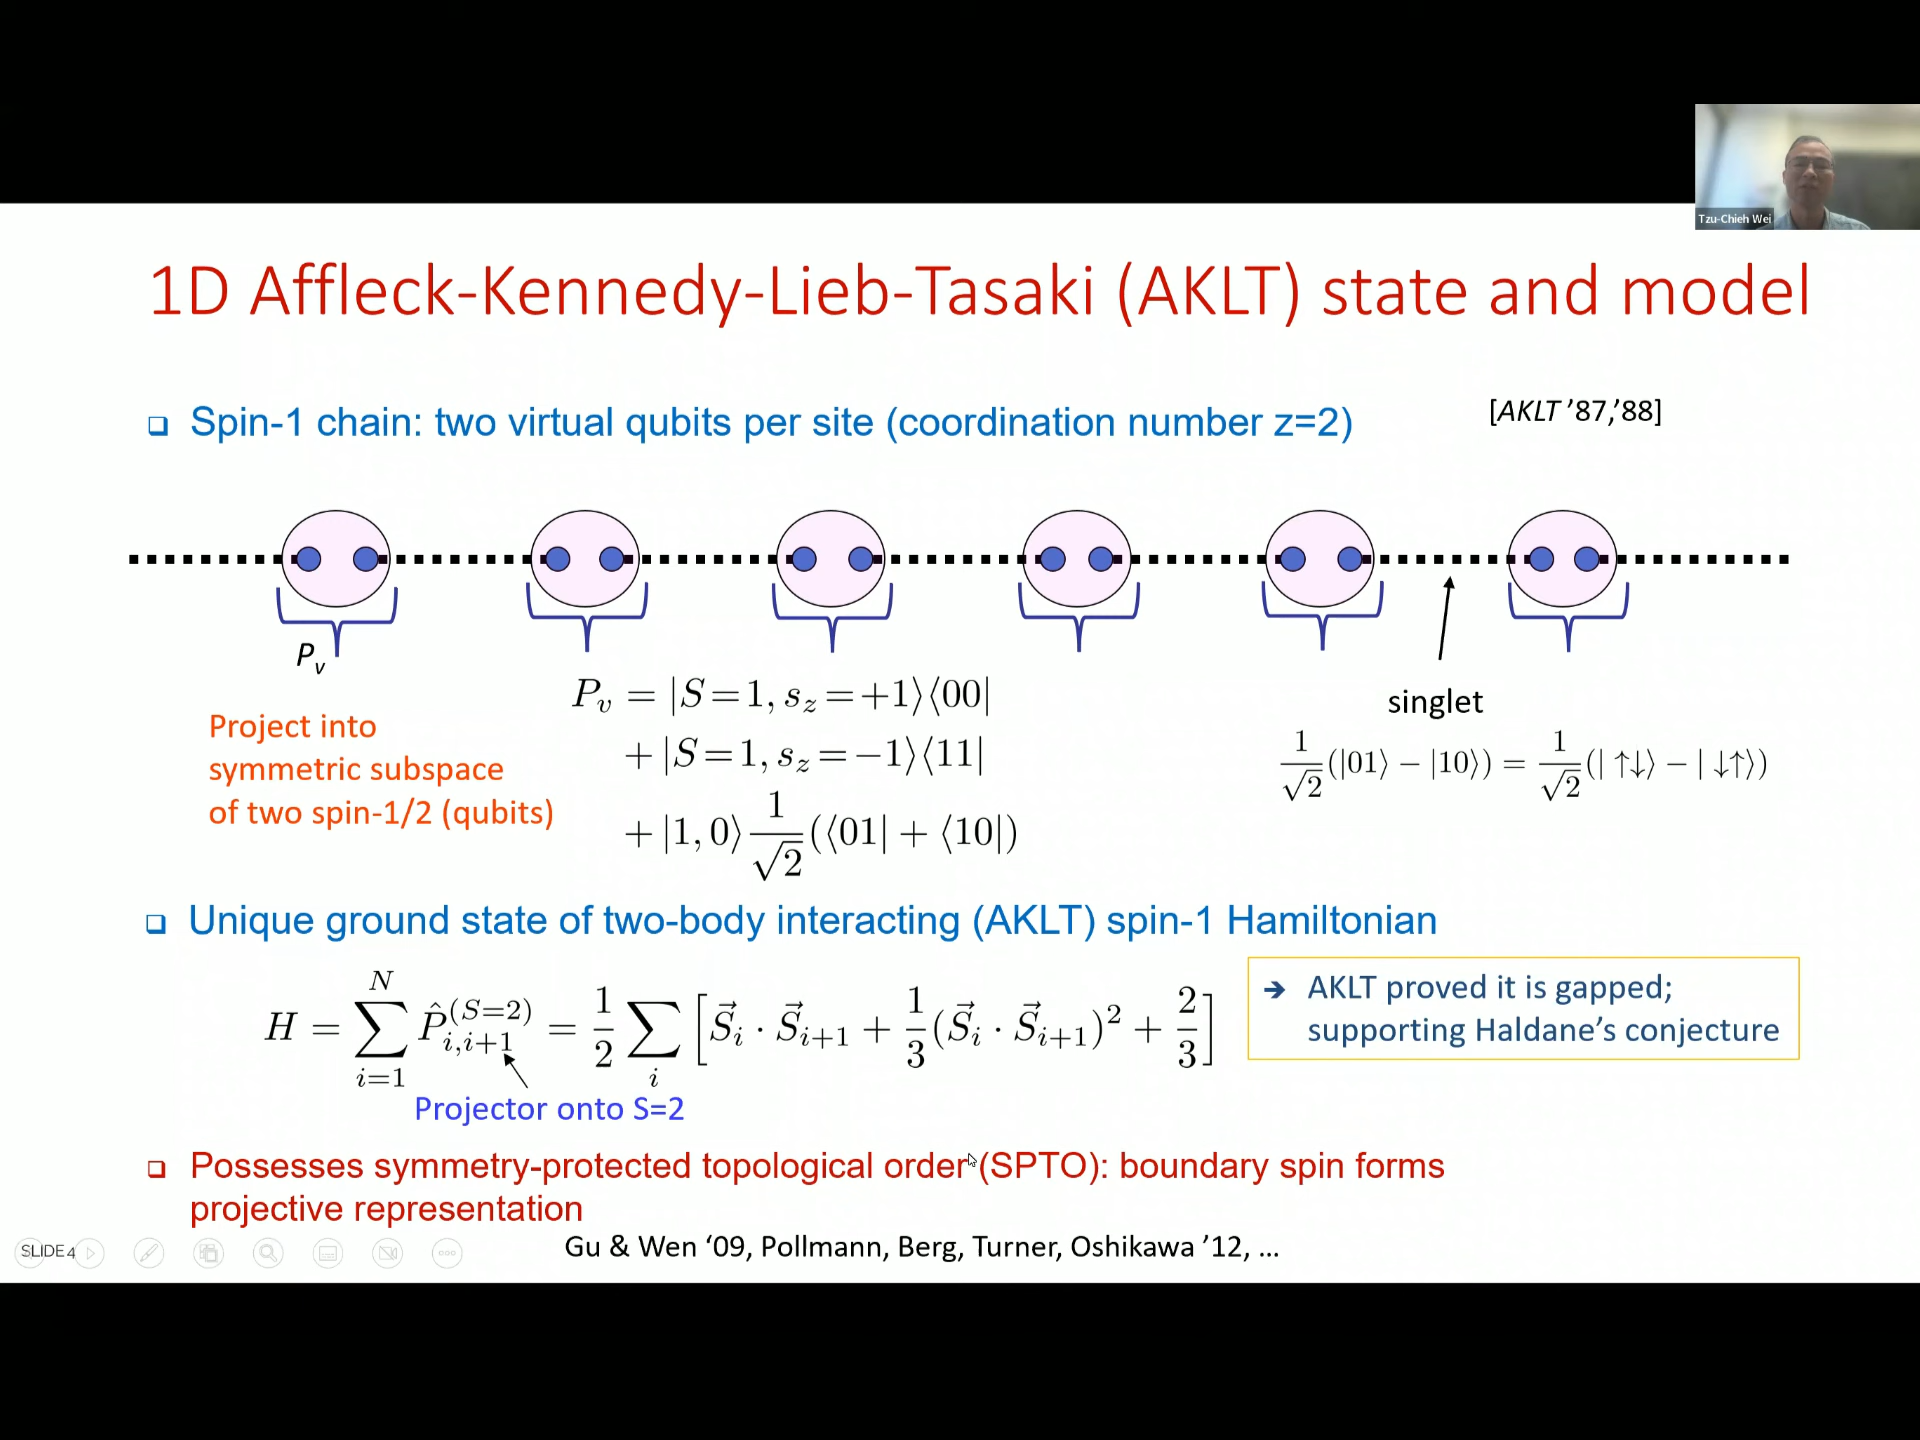 Tzu-Chieh Wei
1D Affleck-Kennedy-Lieb-Tasaki (AKLT) state and model
❑ Spin-1 chain: two virtual qubits per site (coordination number z=2)
[AKLT ’87,’88]
P_v
Project into
symmetric subspace
of two spin-1/2 (qubits)
P_v = |S=1, s_z=+1⟩⟨00|
+ |S=1, s_z=−1⟩⟨11|
+ |1, 0⟩ 1/√2 (⟨01| + ⟨10|)
singlet
1/√2 (|01⟩ − |10⟩) = 1/√2 (| ↑↓⟩ − | ↓↑⟩)
❑ Unique ground state of two-body interacting (AKLT) spin-1 Hamiltonian
H = ∑_{i=1}^{N} P̂_{i,i+1}^{(S=2)} = 1/2 ∑_i [S⃗_i · S⃗_{i+1} + 1/3 (S⃗_i · S⃗_{i+1})² + 2/3]
Projector onto S=2
➔ AKLT proved it is gapped;
supporting Haldane’s conjecture
❑ Possesses symmetry-protected topological order (SPTO): boundary spin forms
projective representation
Gu & Wen ‘09, Pollmann, Berg, Turner, Oshikawa ’12, ...
SLIDE 4